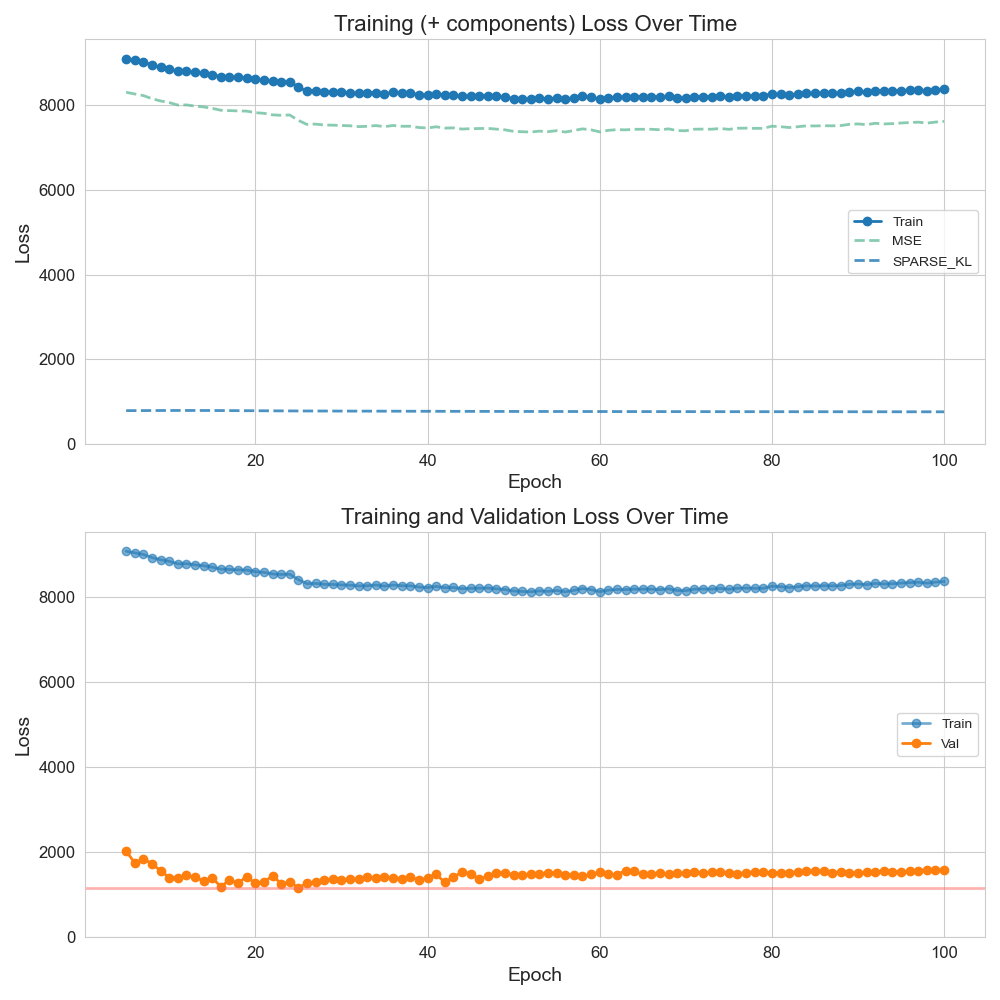 Training (+ components) Loss Over Time
8000
6000
4000
2000
0
Loss
Train
MSE
SPARSE_KL
20 40 60 80 100
Epoch
Training and Validation Loss Over Time
8000
6000
4000
2000
0
Loss
Train
Val
20 40 60 80 100
Epoch